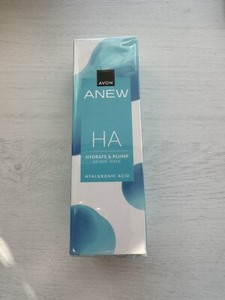 AVON
ANEW
HA
HYDRATE & PLUMP
HYALURONIC ACID